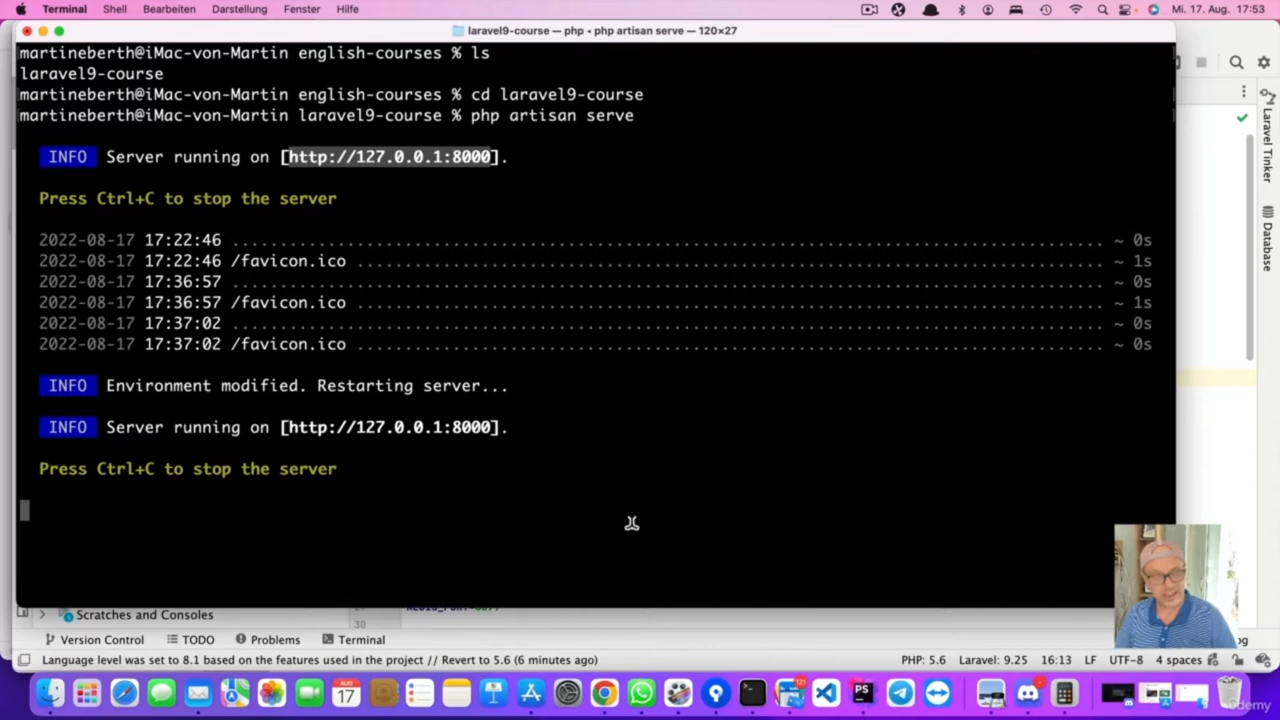 Terminal Shell Bearbeiten Darstellung Fenster Hilfe Mi. 17. Aug. 17:53
laravel9-course — php • php artisan serve — 120×27
martineberth@iMac-von-Martin english-courses % ls
laravel9-course
martineberth@iMac-von-Martin english-courses % cd laravel9-course
martineberth@iMac-von-Martin laravel9-course % php artisan serve
INFO Server running on [http://127.0.0.1:8000].
Press Ctrl+C to stop the server
2022-08-17 17:22:46 ........................................................................................... ~ 0s
2022-08-17 17:22:46 /favicon.ico .............................................................................. ~ 1s
2022-08-17 17:36:57 ........................................................................................... ~ 0s
2022-08-17 17:36:57 /favicon.ico .............................................................................. ~ 1s
2022-08-17 17:37:02 ........................................................................................... ~ 0s
2022-08-17 17:37:02 /favicon.ico .............................................................................. ~ 0s
INFO Environment modified. Restarting server...
INFO Server running on [http://127.0.0.1:8000].
Press Ctrl+C to stop the server
Laravel Tinker
Database
Scratches and Consoles
30
Version Control TODO Problems Terminal
Language level was set to 8.1 based on the features used in the project // Revert to 5.6 (6 minutes ago) PHP: 5.6 Laravel: 9.25 16:13 LF UTF-8 4 spaces
17
121
PS